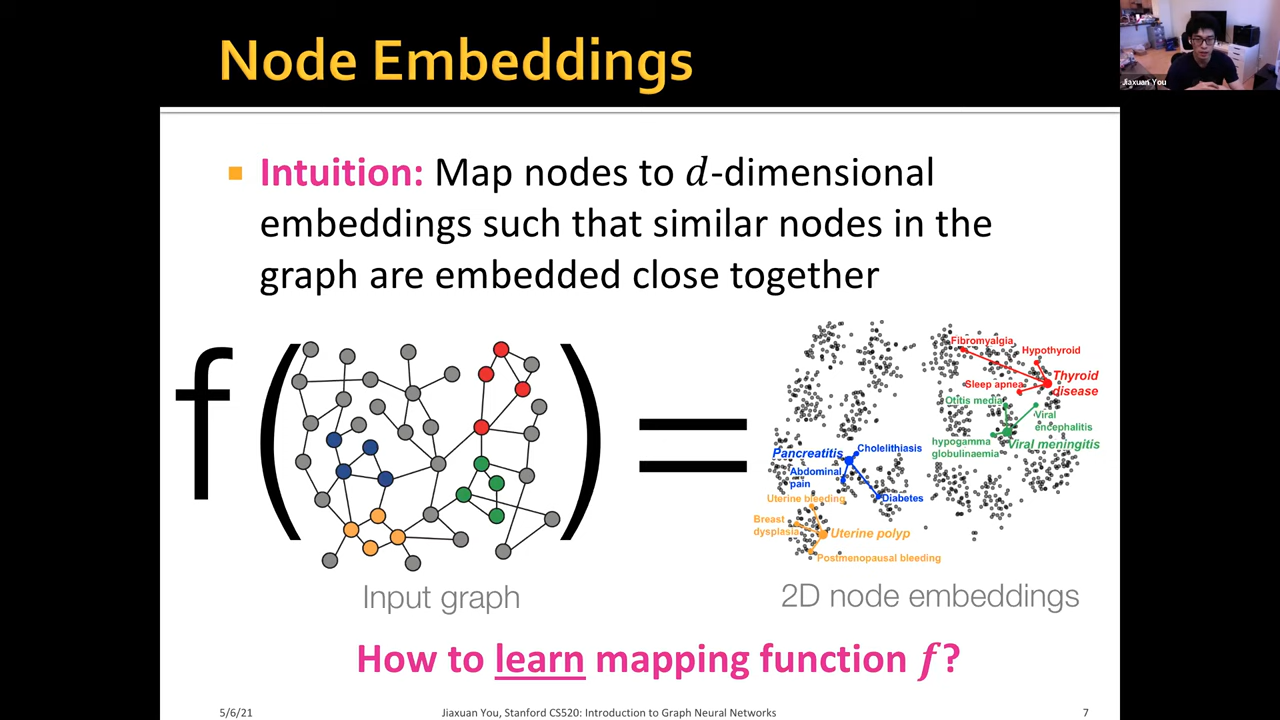 Node Embeddings
Jiaxuan You
Intuition: Map nodes to d-dimensional
embeddings such that similar nodes in the
graph are embedded close together
f( ) =
Input graph
Fibromyalgia
Hypothyroid
Thyroid
disease
Sleep apnea
Otitis media
Viral
encephalitis
hypogamma
globulinaemia
Viral meningitis
Pancreatitis
Cholelithiasis
Abdominal
pain
Diabetes
Uterine bleeding
Breast
dysplasia
Uterine polyp
Postmenopausal bleeding
2D node embeddings
How to learn mapping function f?
5/6/21
Jiaxuan You, Stanford CS520: Introduction to Graph Neural Networks
7